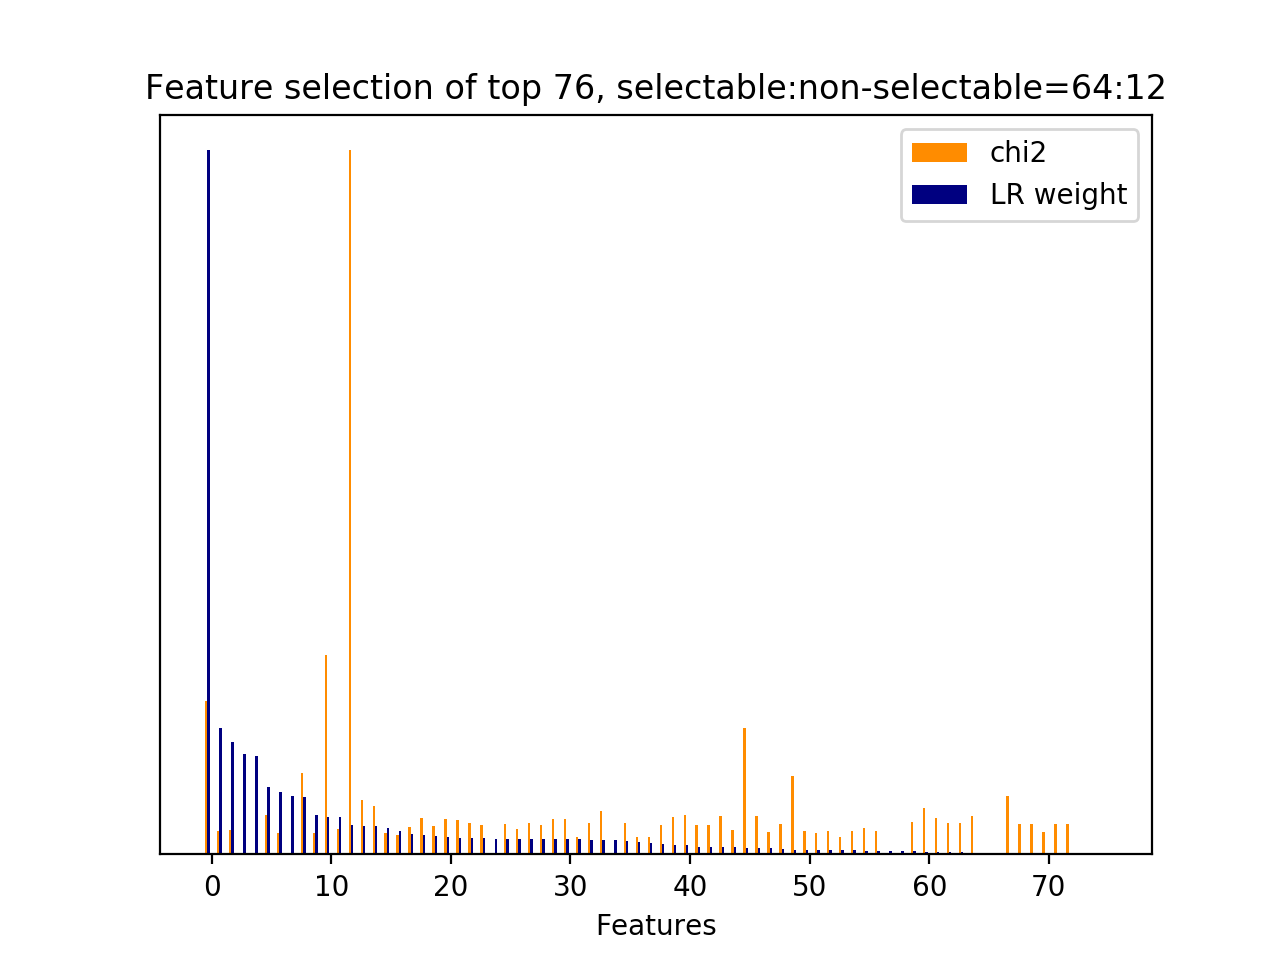 Feature selection of top 76, selectable:non-selectable=64:12
chi2
LR weight
0 10 20 30 40 50 60 70
Features